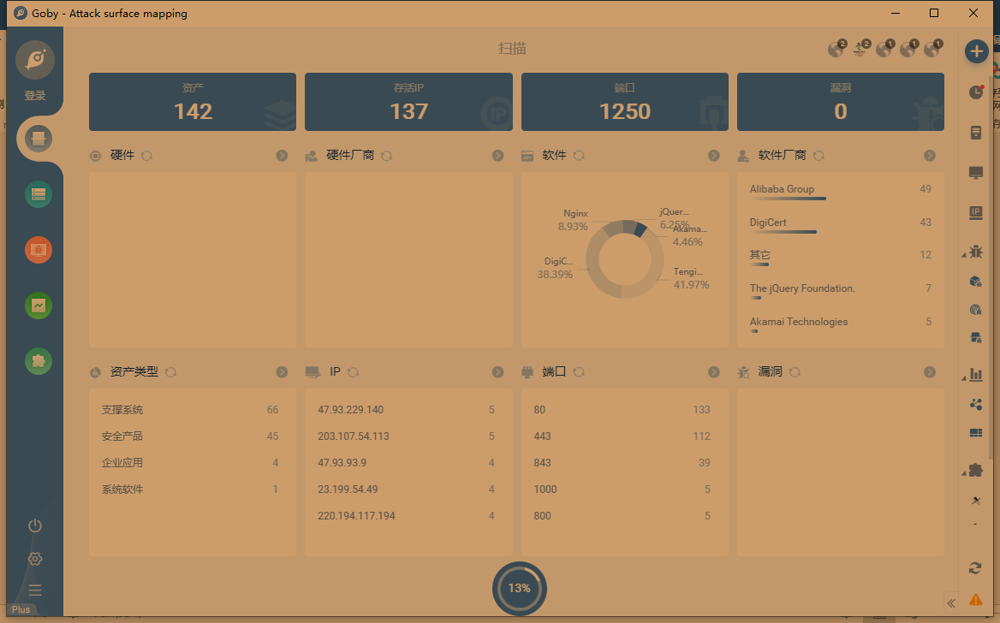 Goby - Attack surface mapping
登录
Plus
扫描
2
2
1
1
1
资产
142
存活IP
137
端口
1250
漏洞
0
硬件
硬件厂商
软件
Nginx
8.93%
jQuer...
6.25%
Akama...
4.46%
DigiC...
38.39%
Tengi...
41.97%
软件厂商
Alibaba Group 49
DigiCert 43
其它 12
The jQuery Foundation. 7
Akamai Technologies 5
资产类型
支撑系统 66
安全产品 45
企业应用 4
系统软件 1
IP
47.93.229.140 5
203.107.54.113 5
47.93.93.9 4
23.199.54.49 4
220.194.117.194 4
端口
80 133
443 112
843 39
1000 5
800 5
漏洞
13%
IP